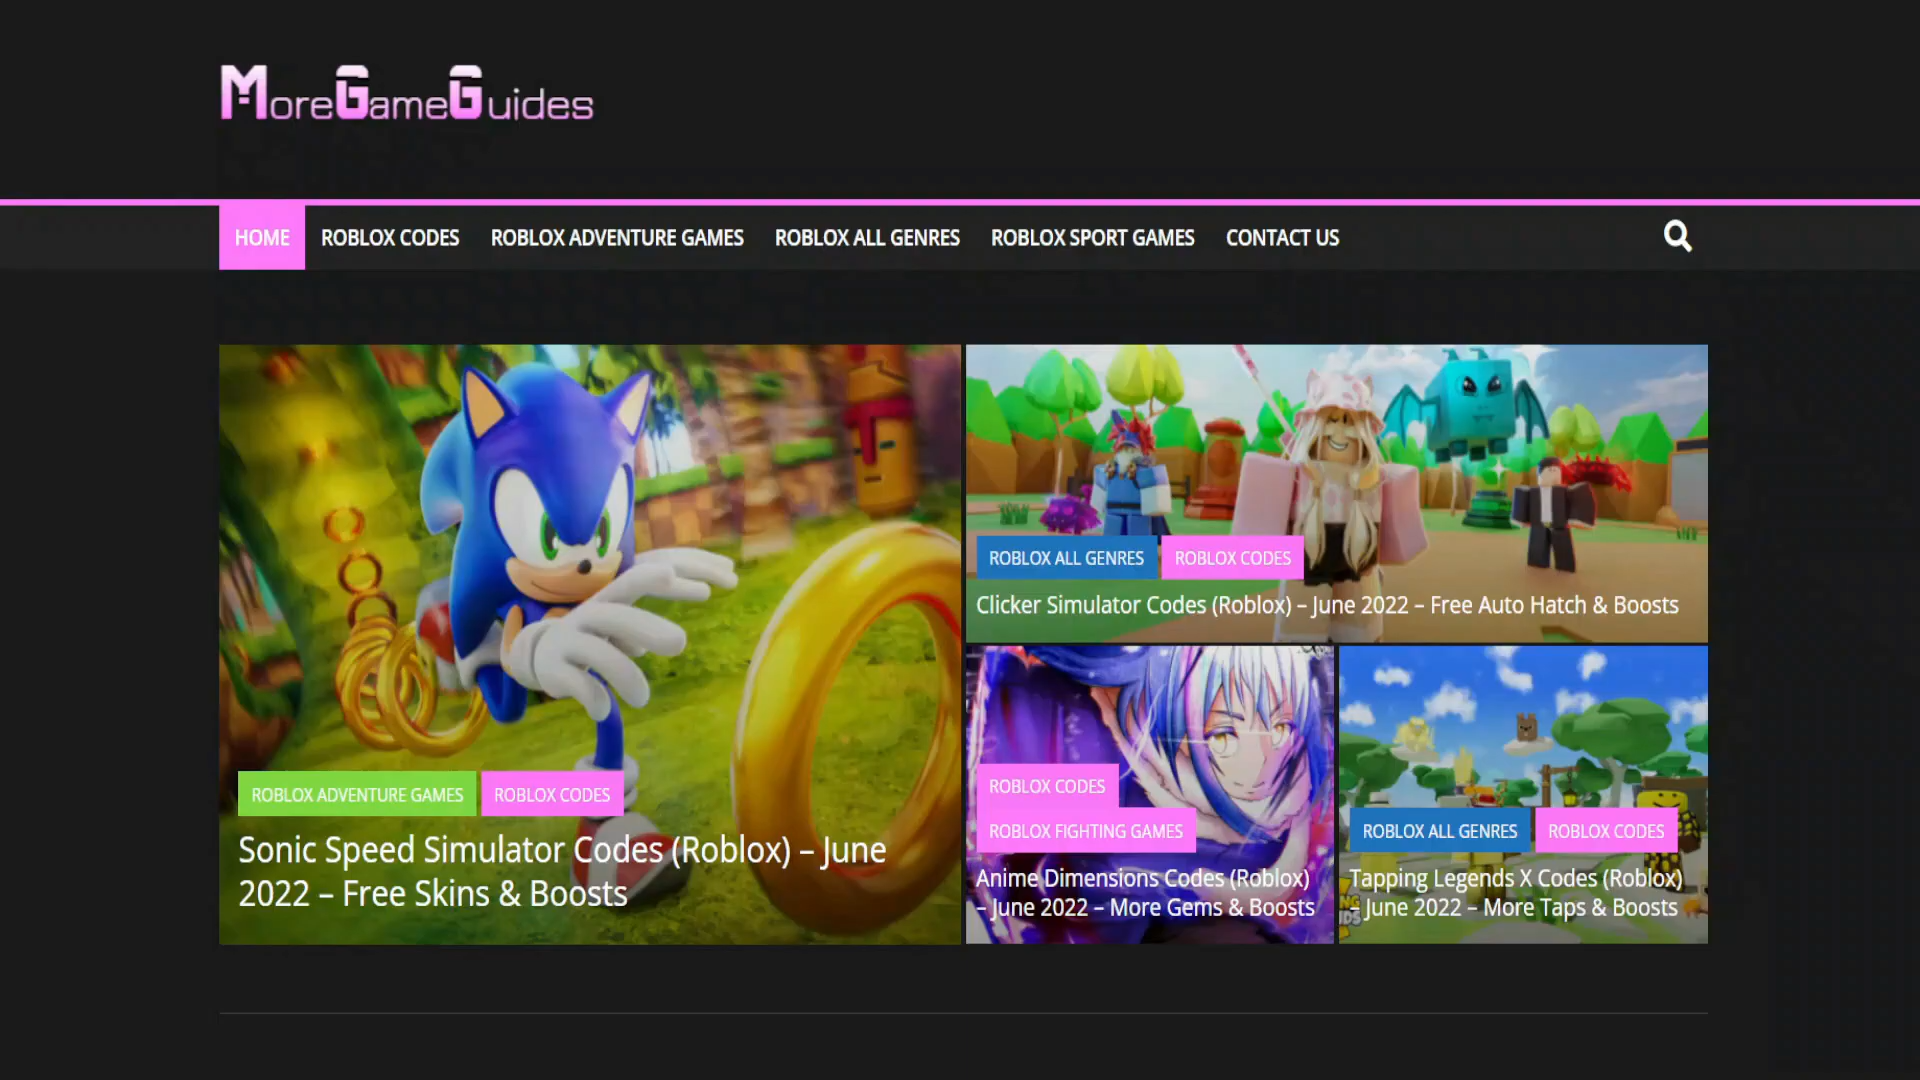 MoreGameGuides
HOME ROBLOX CODES ROBLOX ADVENTURE GAMES ROBLOX ALL GENRES ROBLOX SPORT GAMES CONTACT US
ROBLOX ADVENTURE GAMES ROBLOX CODES
Sonic Speed Simulator Codes (Roblox) – June
2022 – Free Skins & Boosts
ROBLOX ALL GENRES ROBLOX CODES
Clicker Simulator Codes (Roblox) – June 2022 – Free Auto Hatch & Boosts
ROBLOX CODES
ROBLOX FIGHTING GAMES
Anime Dimensions Codes (Roblox)
– June 2022 – More Gems & Boosts
ROBLOX ALL GENRES ROBLOX CODES
Tapping Legends X Codes (Roblox)
– June 2022 – More Taps & Boosts